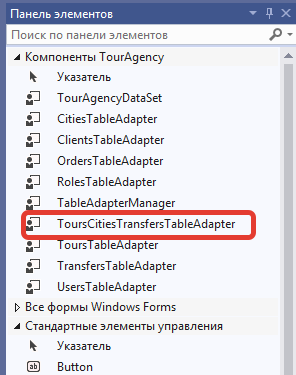 Панель элементов
Поиск по панели элементов
Компоненты TourAgency
Указатель
TourAgencyDataSet
CitiesTableAdapter
ClientsTableAdapter
OrdersTableAdapter
RolesTableAdapter
TableAdapterManager
ToursCitiesTransfersTableAdapter
ToursTableAdapter
TransfersTableAdapter
UsersTableAdapter
Все формы Windows Forms
Стандартные элементы управления
Указатель
ab Button